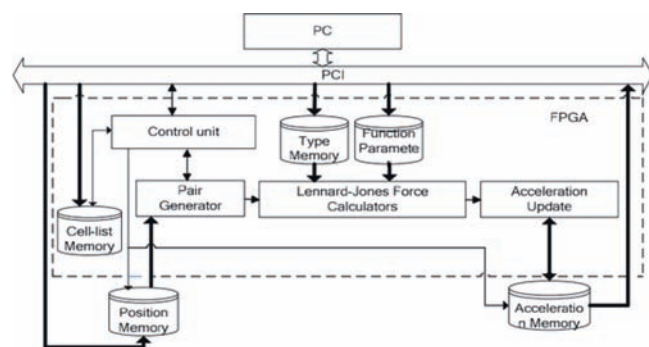 PC
PCI
FPGA
Control unit
Type
Memory
Function
Paramete
Pair
Generator
Lennard-Jones Force
Calculators
Acceleration
Update
Cell-list
Memory
Position
Memory
Acceleratio
n Memory